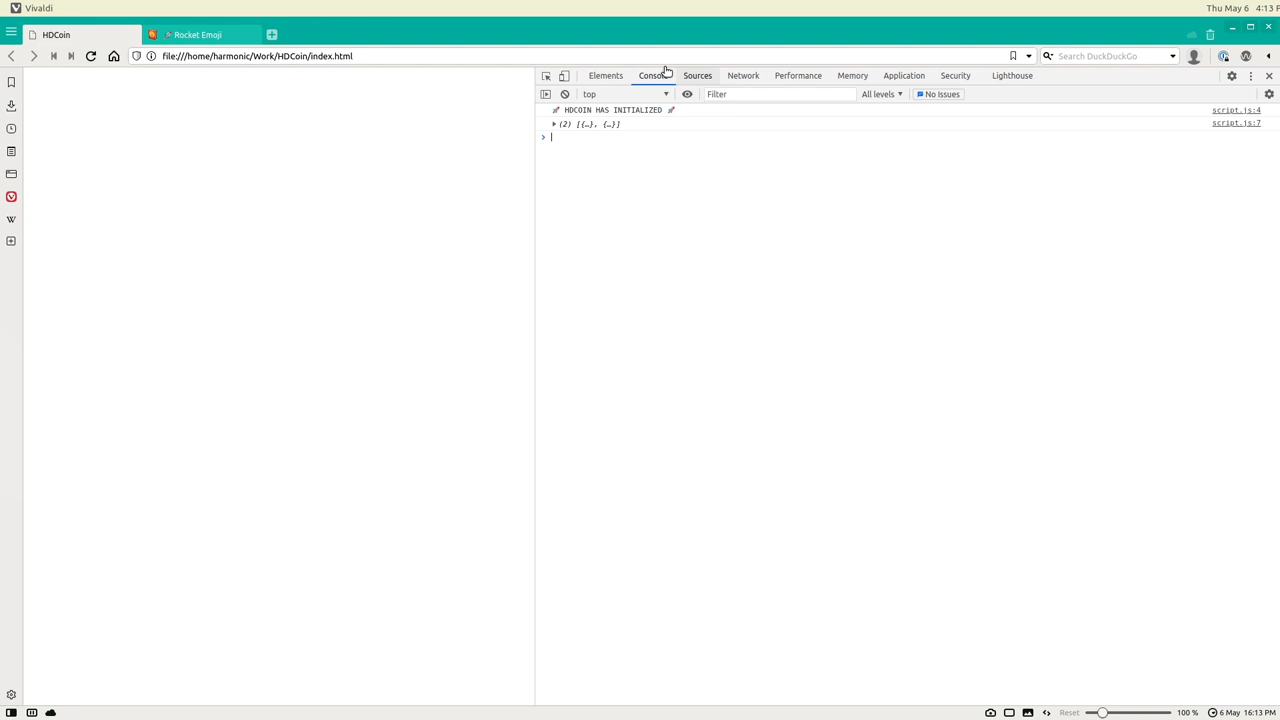 Vivaldi
Thu May 6 4:13 P
HDCoin
🚀 Rocket Emoji
file:///home/harmonic/Work/HDCoin/index.html
Search DuckDuckGo
Elements
Sources
Network
Performance
Memory
Application
Security
Lighthouse
top
Filter
All levels
No Issues
🚀 HDCOIN HAS INITIALIZED 🚀
script.js:4
(2) [{…}, {…}]
script.js:7
Reset
100 %
6 May 16:13 PM